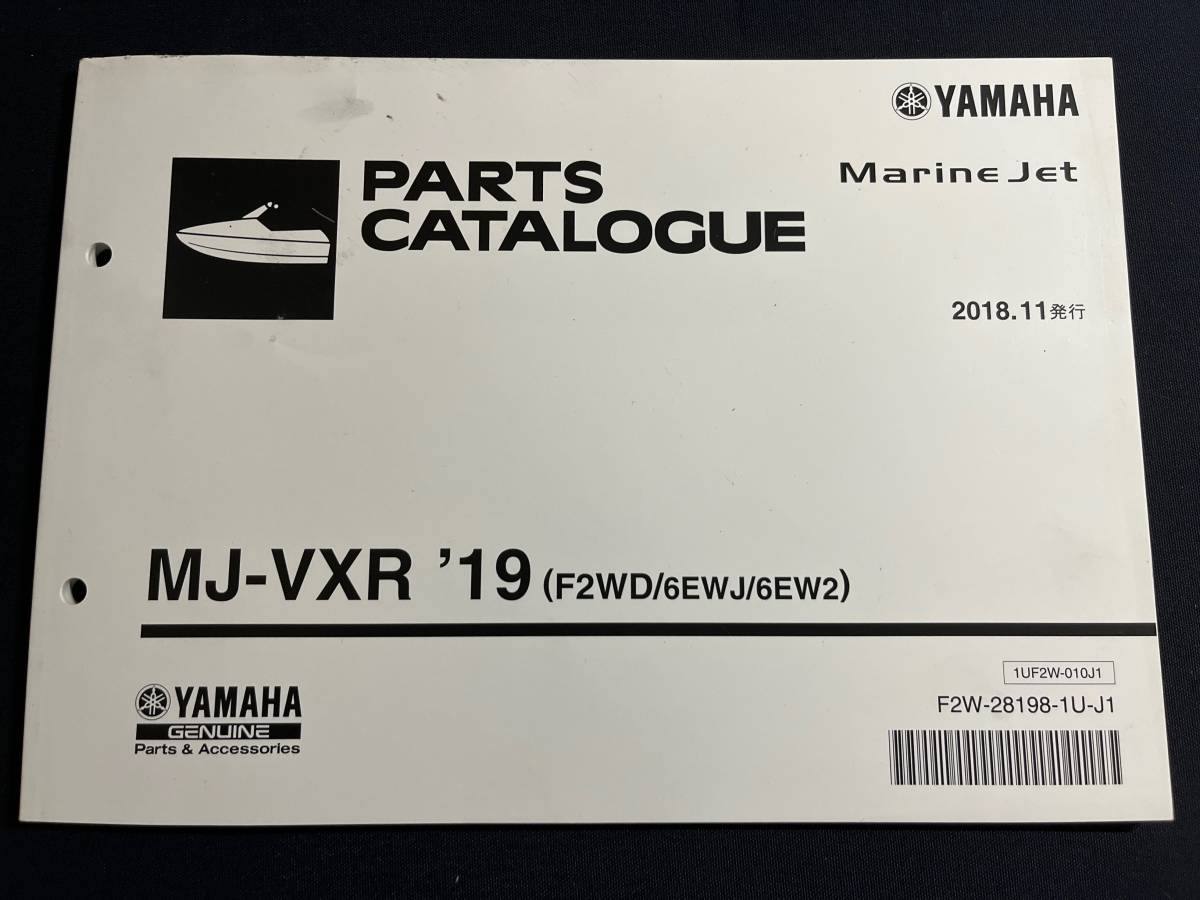 YAMAHA
Marine Jet
PARTS
CATALOGUE
2018.11発行
MJ-VXR ’19 (F2WD/6EWJ/6EW2)
1UF2W-010J1
F2W-28198-1U-J1
YAMAHA
GENUINE
Parts & Accessories